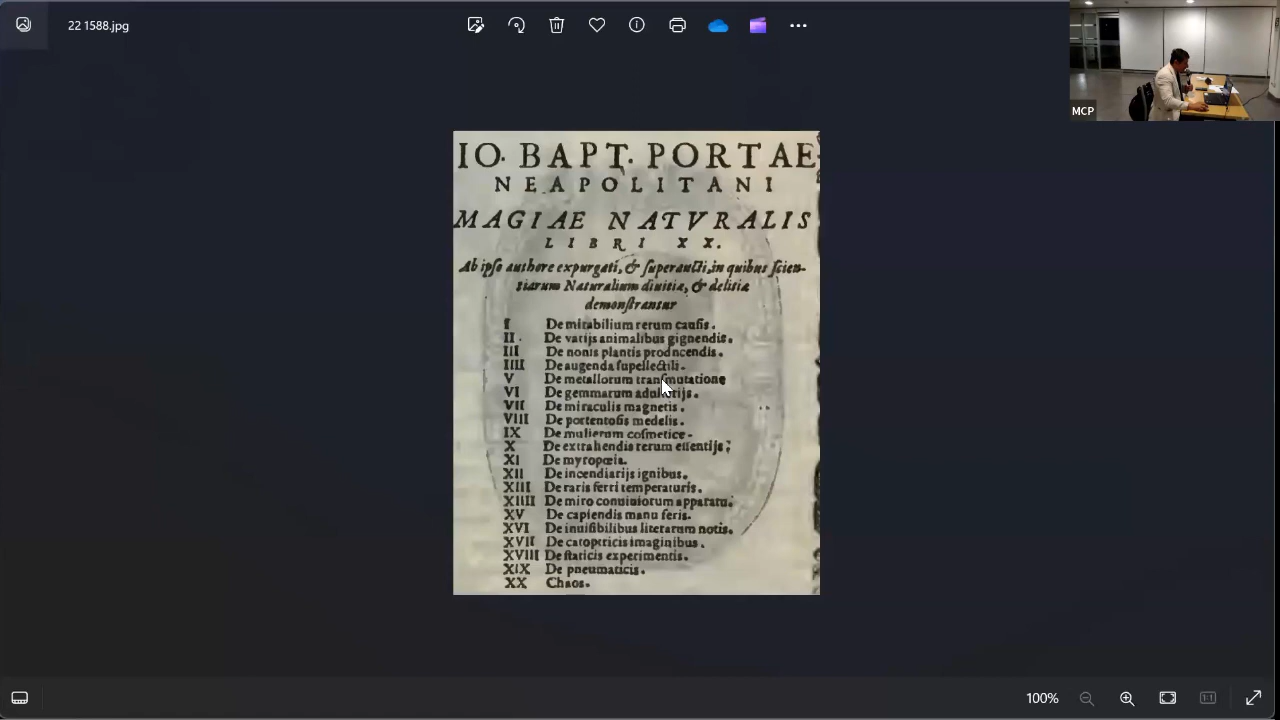 22 1588.jpg
MCP
IO. BAPT. PORTAE
NEAPOLITANI
MAGIAE NATVRALIS
LIBRI XX.
Ab ipso authore expurgati, & superaucti, in quibus scien-
tiarum Naturalium diuitiæ, & delitiæ
demonstrantur
I De mirabilium rerum causis.
II. De varijs animalibus gignendis.
III De nouis plantis producendis.
IIII De augenda supellectili.
V De metallorum transmutatione
VI De gemmarum adulterijs.
VII De miraculis magnetis.
VIII De portentosis medelis.
IX De mulierum cosmetice.
X De extrahendis rerum essentijs;
XI De myropœia.
XII De incendiarijs ignibus.
XIII De raris ferri temperaturis.
XIIII De miro conuiuiorum apparatu.
XV De capiendis manu feris.
XVI De inuisibilibus literarum notis.
XVII De catoptricis imaginibus.
XVIII De staticis experimentis.
XIX De pneumaticis.
XX Chaos.
100%
1:1